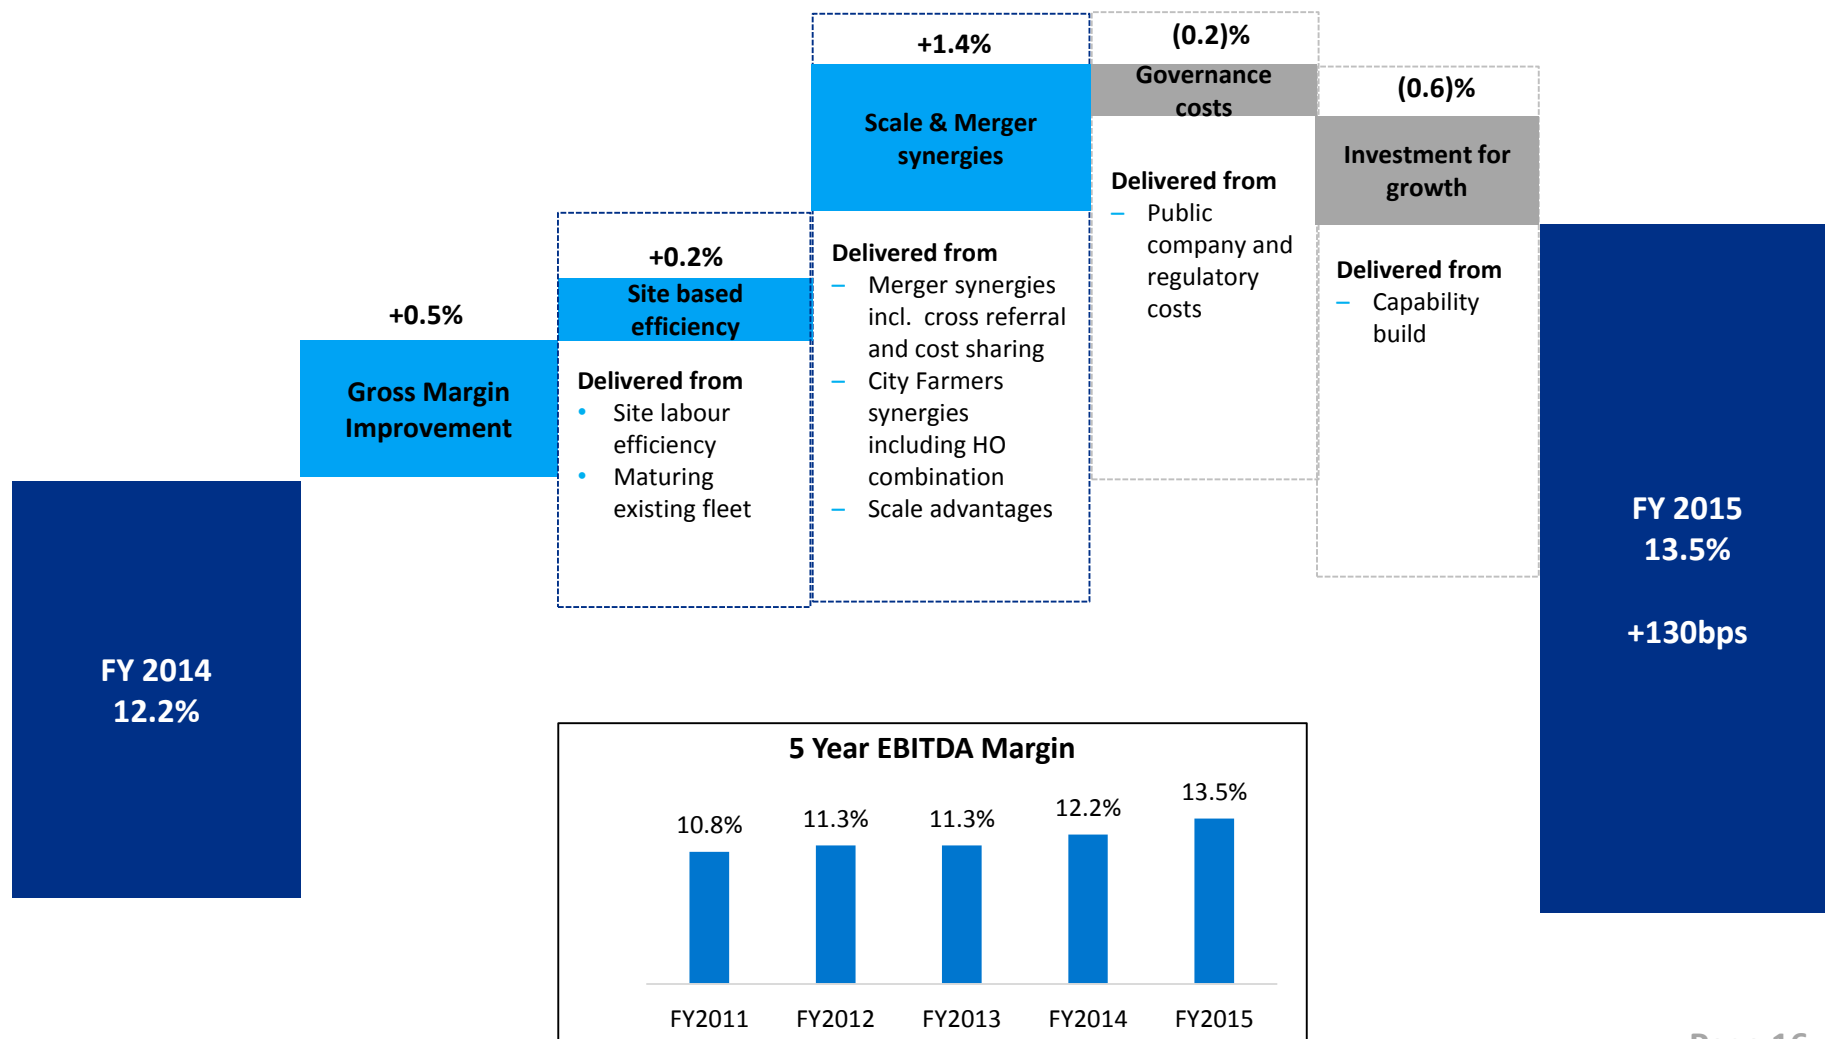 +1.4%
(0.2)%
Governance
costs
(0.6)%
Scale & Merger
synergies
Investment for
growth
Delivered from
– Public
company and
regulatory
costs
+0.2%
Site based
efficiency
Delivered from
– Merger synergies
incl. cross referral
and cost sharing
– City Farmers
synergies
including HO
combination
– Scale advantages
Delivered from
– Capability
build
+0.5%
Gross Margin
Improvement
Delivered from
• Site labour
efficiency
• Maturing
existing fleet
FY 2015
13.5%
+130bps
FY 2014
12.2%
5 Year EBITDA Margin
10.8%
11.3%
11.3%
12.2%
13.5%
FY2011
FY2012
FY2013
FY2014
FY2015